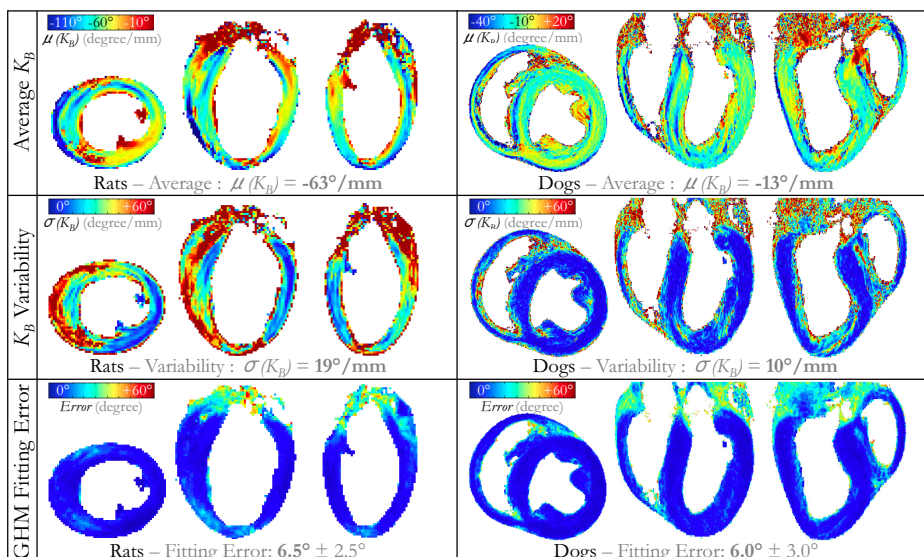 Average K_B
-110° -60° -10°
μ(K_B) (degree/mm)
Rats – Average : μ(K_B) = -63°/mm
-40° -10° +20°
μ(K_B) (degree/mm)
Dogs – Average : μ(K_B) = -13°/mm
K_B Variability
0° +60°
σ(K_B) (degree/mm)
Rats – Variability : σ(K_B) = 19°/mm
0° +60°
σ(K_B) (degree/mm)
Dogs – Variability : σ(K_B) = 10°/mm
GHM Fitting Error
0° +60°
Error (degree)
Rats – Fitting Error: 6.5° ± 2.5°
0° +60°
Error (degree)
Dogs – Fitting Error: 6.0° ± 3.0°